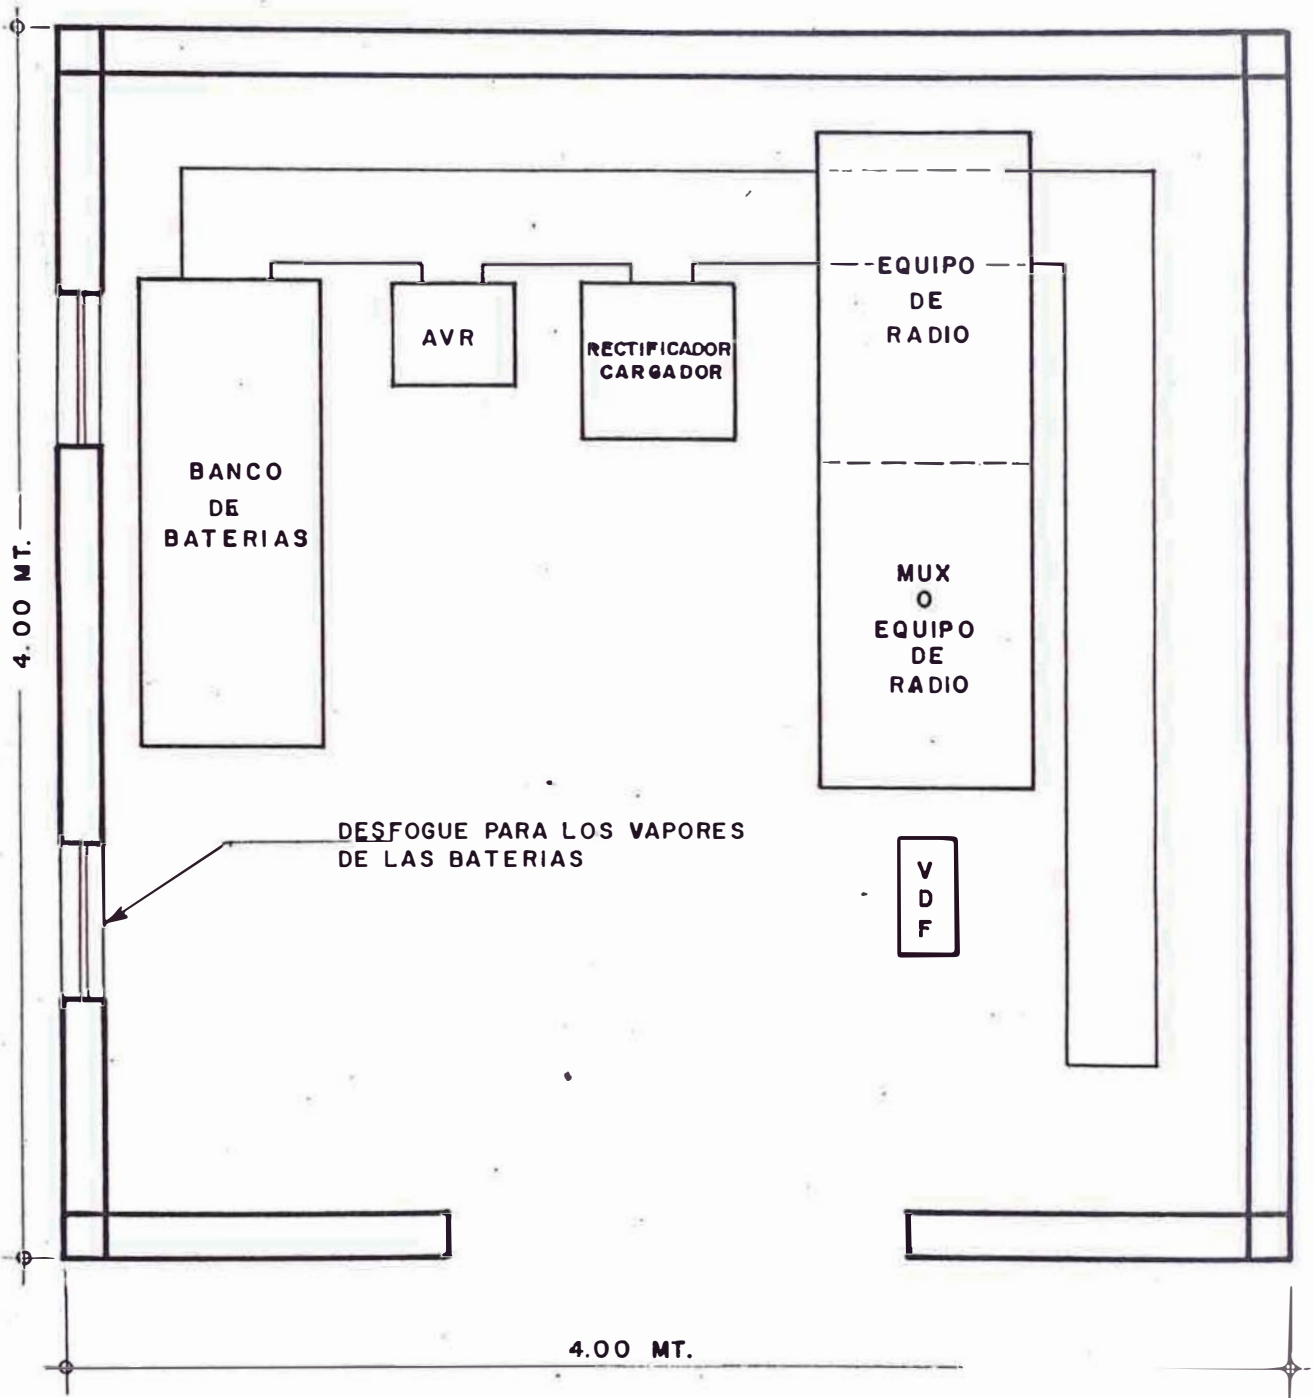 EQUIPO
DE
RADIO
AVR
RECTIFICADOR
CARGADOR
BANCO
DE
BATERIAS
MUX
O
EQUIPO
DE
RADIO
4.00 MT.
DESFOGUE PARA LOS VAPORES
DE LAS BATERIAS
V
D
F
4.00 MT.